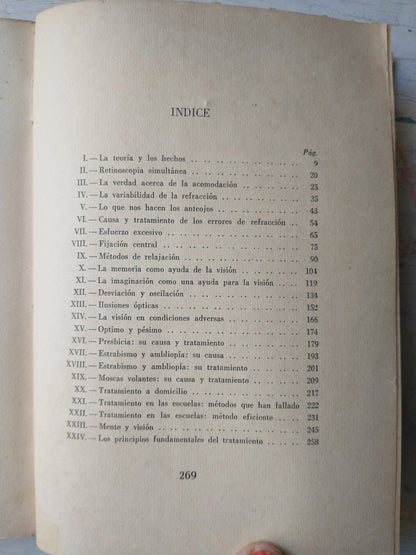 INDICE
Pág.
I. — La teoría y los hechos .. .. .. .. .. .. .. .. .. .. 9
II. — Retinoscopia simultánea .. .. .. .. .. .. .. .. .. 20
III. — La verdad acerca de la acomodación .. .. .. .. .. .. 25
IV. — La variabilidad de la refracción .. .. .. .. .. .. .. 35
V. — Lo que nos hacen los anteojos .. .. .. .. .. .. .. 43
VI. — Causa y tratamiento de los errores de refracción .. .. 54
VII. — Esfuerzo excesivo .. .. .. .. .. .. .. .. .. .. .. 65
VIII. — Fijación central .. .. .. .. .. .. .. .. .. .. .. 75
IX. — Métodos de relajación .. .. .. .. .. .. .. .. .. .. 90
X. — La memoria como ayuda de la visión .. .. .. .. .. .. 104
XI. — La imaginación como una ayuda para la visión .. .. .. 119
XII. — Desviación y oscilación .. .. .. .. .. .. .. .. .. 134
XIII. — Ilusiones ópticas .. .. .. .. .. .. .. .. .. .. .. 152
XIV. — La visión en condiciones adversas .. .. .. .. .. .. 166
XV. — Optimo y pésimo .. .. .. .. .. .. .. .. .. .. .. 174
XVI. — Presbicia: su causa y tratamiento .. .. .. .. .. .. 179
XVII. — Estrabismo y ambliopía: su causa .. .. .. .. .. .. 193
XVIII. — Estrabismo y ambliopía: su tratamiento .. .. .. .. 201
XIX. — Moscas volantes: su causa y tratamiento .. .. .. .. 209
XX. — Tratamiento a domicilio .. .. .. .. .. .. .. .. .. 217
XXI. — Tratamiento en las escuelas: métodos que han fallado 222
XXII. — Tratamiento en las escuelas: método eficiente .. .. .. 231
XXIII. — Mente y visión .. .. .. .. .. .. .. .. .. .. .. .. 245
XXIV. — Los principios fundamentales del tratamiento .. .. .. 258
269